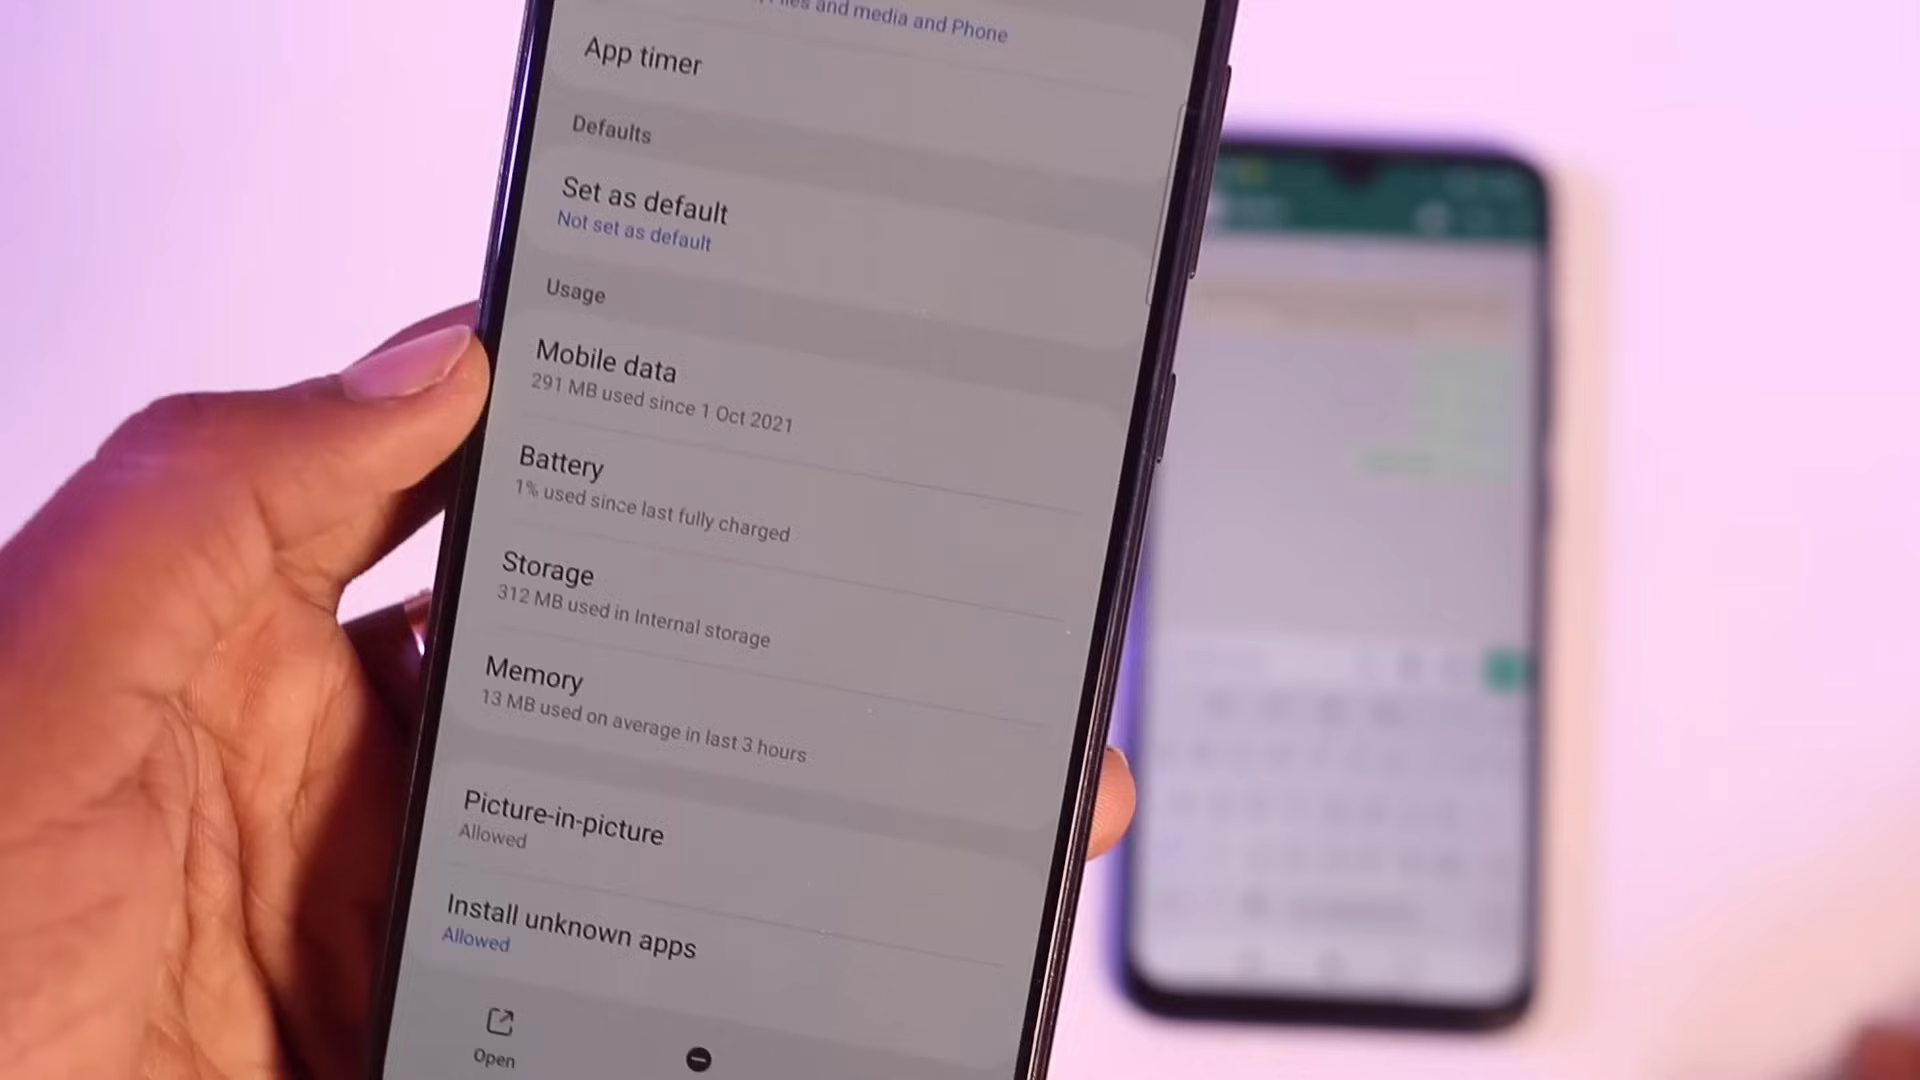 and media and Phone
App timer
Defaults
Set as default
Not set as default
Usage
Mobile data
291 MB used since 1 Oct 2021
Battery
1% used since last fully charged
Storage
312 MB used in Internal storage
Memory
13 MB used on average in last 3 hours
Picture-in-picture
Allowed
Install unknown apps
Allowed
Open